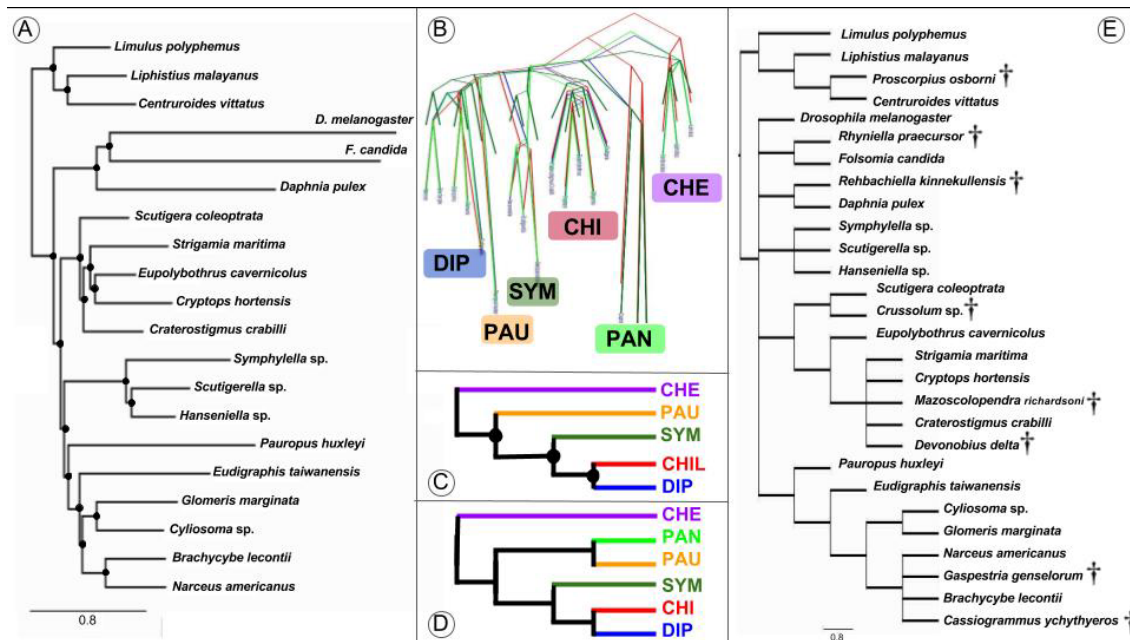 A
Limulus polyphemus
Liphistius malayanus
Centruroides vittatus
D. melanogaster
F. candida
Daphnia pulex
Scutigera coleoptrata
Strigamia maritima
Eupolybothrus cavernicolus
Cryptops hortensis
Craterostigmus crabilli
Symphylella sp.
Scutigerella sp.
Hanseniella sp.
Pauropus huxleyi
Eudigraphis taiwanensis
Glomeris marginata
Cyliosoma sp.
Brachycybe lecontii
Narceus americanus
0.8
B
CHE
CHI
DIP
SYM
PAU
PAN
C
CHE
PAU
SYM
CHIL
DIP
D
CHE
PAN
PAU
SYM
CHI
DIP
E
Limulus polyphemus
Liphistius malayanus
Proscorpius osborni †
Centruroides vittatus
Drosophila melanogaster
Rhyniella praecursor †
Folsomia candida
Rehbachiella kinnekullensis †
Daphnia pulex
Symphylella sp.
Scutigerella sp.
Hanseniella sp.
Scutigera coleoptrata
Crussolum sp. †
Eupolybothrus cavernicolus
Strigamia maritima
Cryptops hortensis
Mazoscolopendra richardsoni †
Craterostigmus crabilli
Devonobius delta †
Pauropus huxleyi
Eudigraphis taiwanensis
Cyliosoma sp.
Glomeris marginata
Narceus americanus
Gaspestria genselorum †
Brachycybe lecontii
Cassiogrammus ychythyeros †
0.8